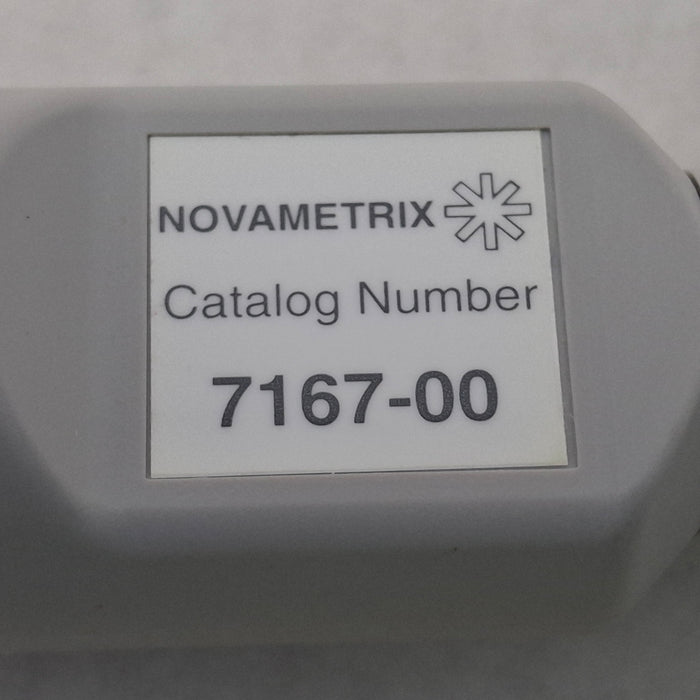 NOVAMETRIX
Catalog Number
7167-00